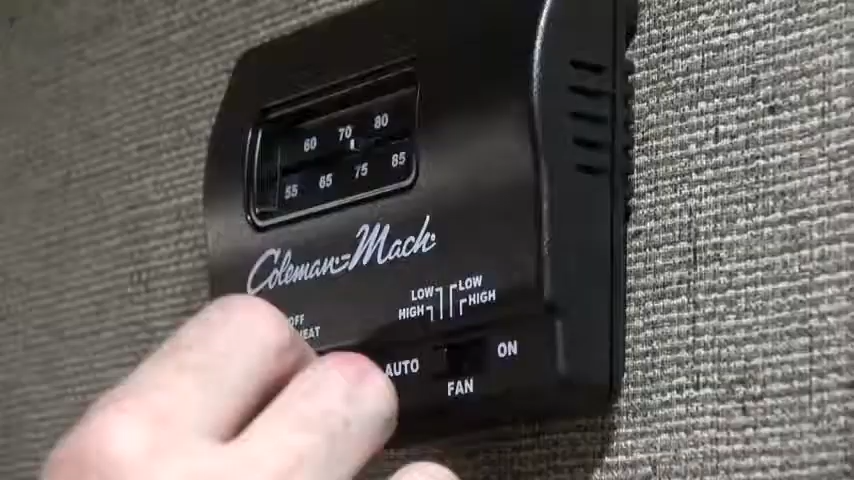 60 70 80
55 65 75 85
Coleman-Mach
LOW LOW
HIGH HIGH
OFF
HEAT
AUTO ON
FAN